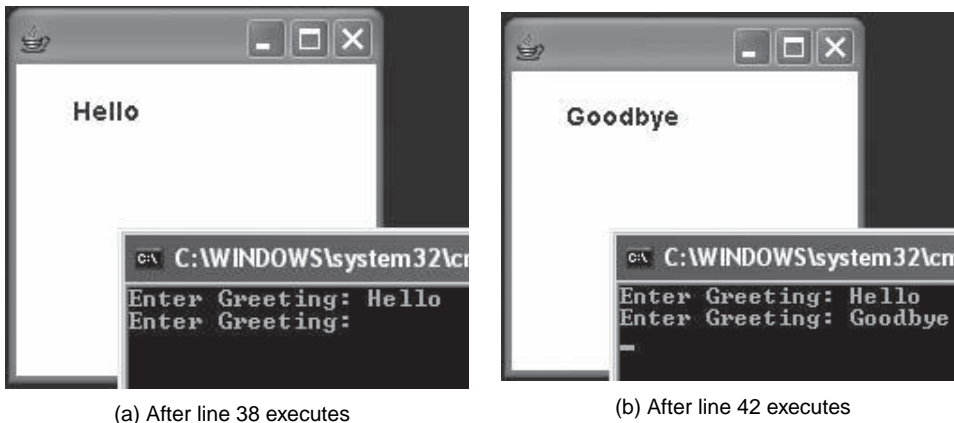 Hello
C:\WINDOWS\system32\cr
Enter Greeting: Hello
Enter Greeting:
(a) After line 38 executes
Goodbye
C:\WINDOWS\system32\cm
Enter Greeting: Hello
Enter Greeting: Goodbye
(b) After line 42 executes